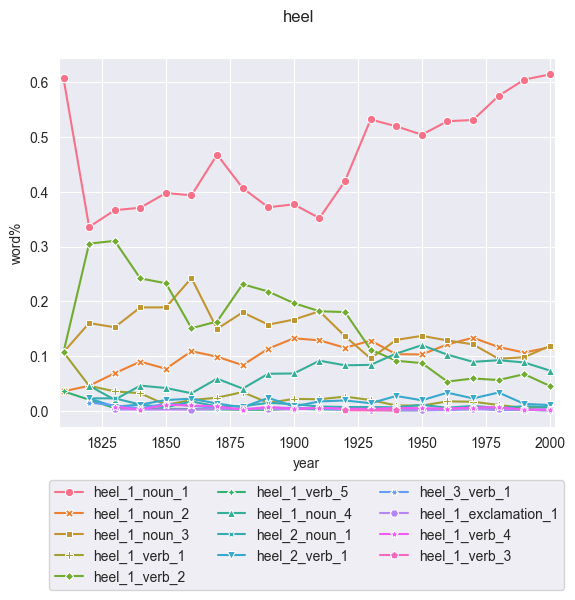 heel
0.6
0.5
0.4
0.3
0.2
0.1
0.0
word%
1825 1850 1875 1900 1925 1950 1975 2000
year
heel_1_noun_1 heel_1_verb_5 heel_3_verb_1
heel_1_noun_2 heel_1_noun_4 heel_1_exclamation_1
heel_1_noun_3 heel_2_noun_1 heel_1_verb_4
heel_1_verb_1 heel_2_verb_1 heel_1_verb_3
heel_1_verb_2